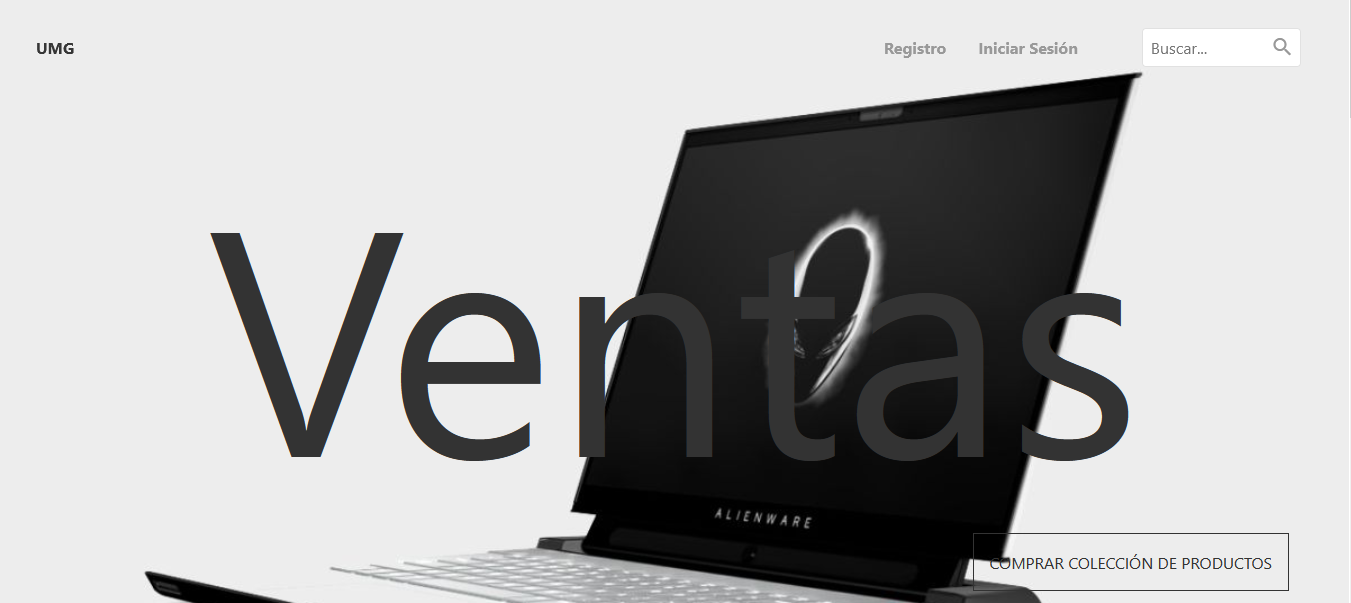 UMG
Registro
Iniciar Sesión
Buscar...
Ventas
ALIENWARE
COMPRAR COLECCIÓN DE PRODUCTOS